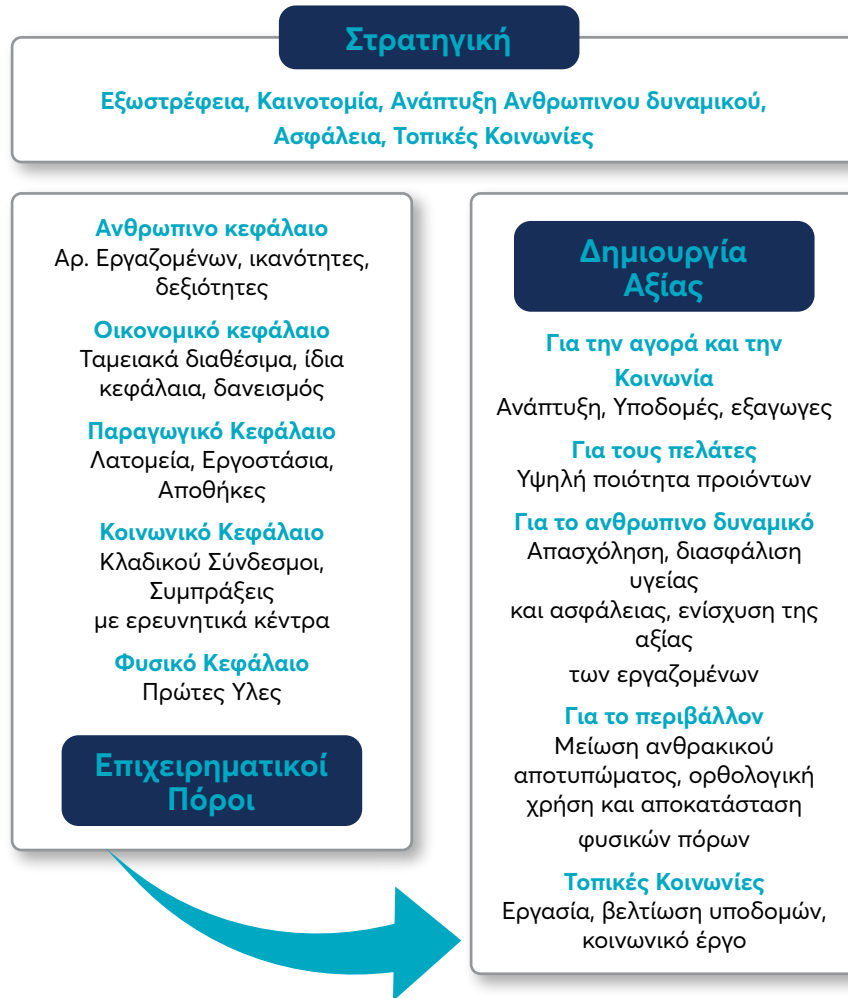 Στρατηγική
Εξωστρέφεια, Καινοτομία, Ανάπτυξη Ανθρωπινου δυναμικού,
Ασφάλεια, Τοπικές Κοινωνίες
Ανθρωπινο κεφάλαιο
Αρ. Εργαζομένων, ικανότητες,
δεξιότητες
Οικονομικό κεφάλαιο
Ταμειακά διαθέσιμα, ίδια
κεφάλαια, δανεισμός
Παραγωγικό Κεφάλαιο
Λατομεία, Εργοστάσια,
Αποθήκες
Κοινωνικό Κεφάλαιο
Κλαδικού Σύνδεσμοι,
Συμπράξεις
με ερευνητικά κέντρα
Φυσικό Κεφάλαιο
Πρώτες Υλες
Επιχειρηματικοί
Πόροι
Δημιουργία
Αξίας
Για την αγορά και την
Κοινωνία
Ανάπτυξη, Υποδομές, εξαγωγες
Για τους πελάτες
Υψηλή ποιότητα προιόντων
Για το ανθρωπινο δυναμικό
Απασχόληση, διασφάλιση
υγείας
και ασφάλειας, ενίσχυση της
αξίας
των εργαζομένων
Για το περιβάλλον
Μείωση ανθρακικού
αποτυπώματος, ορθολογική
χρήση και αποκατάσταση
φυσικών πόρων
Τοπικές Κοινωνίες
Εργασία, βελτίωση υποδομών,
κοινωνικό έργο